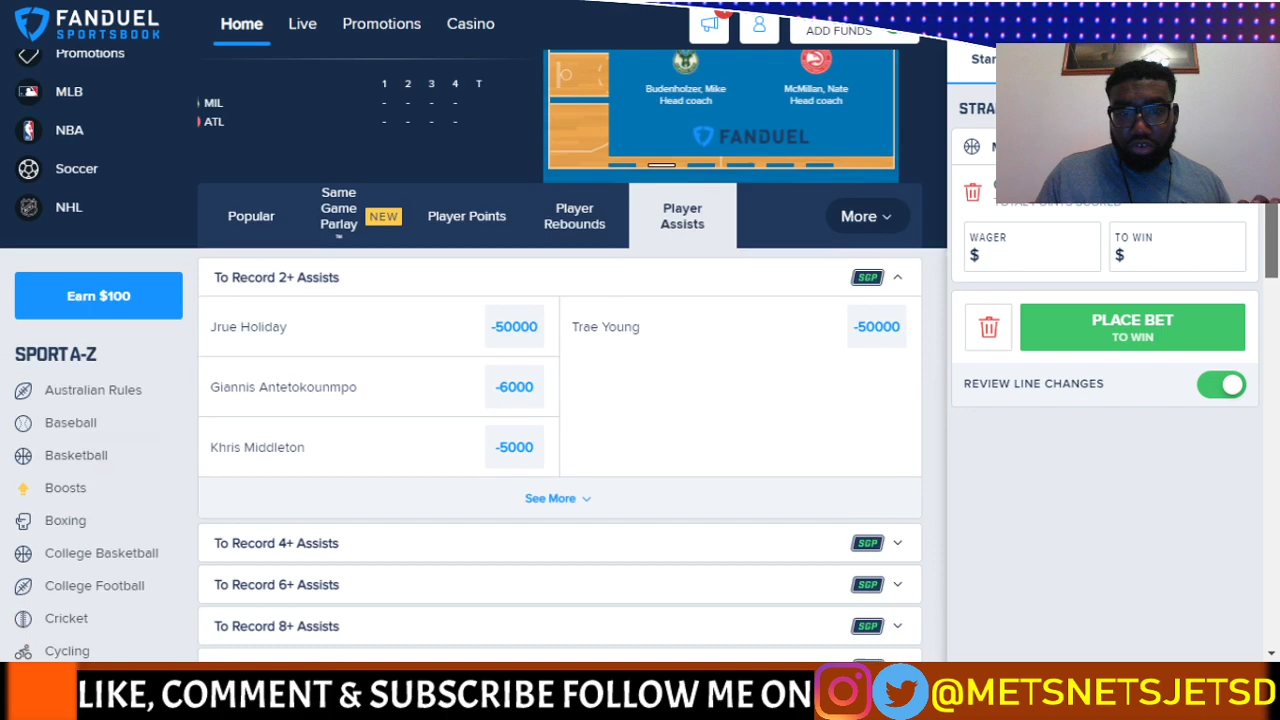 FANDUEL
SPORTSBOOK
Home
Live
Promotions
Casino
ADD FUNDS
Promotions
MLB
NBA
Soccer
NHL
1 2 3 4 T
MIL - - - -
ATL - - - -
Budenholzer, Mike
Head coach
McMillan, Nate
Head coach
FANDUEL
Popular
Same
Game
Parlay
™
NEW
Player Points
Player
Rebounds
Player
Assists
More
Earn $100
SPORT A-Z
Australian Rules
Baseball
Basketball
Boosts
Boxing
College Basketball
College Football
Cricket
Cycling
To Record 2+ Assists
SGP
Jrue Holiday -50000
Trae Young -50000
Giannis Antetokounmpo -6000
Khris Middleton -5000
See More
To Record 4+ Assists
SGP
To Record 6+ Assists
SGP
To Record 8+ Assists
SGP
STRA
TOTAL POINTS SCORED
WAGER
$
TO WIN
$
PLACE BET
TO WIN
REVIEW LINE CHANGES
LIKE, COMMENT & SUBSCRIBE FOLLOW ME ON
@METSNETSJETSD